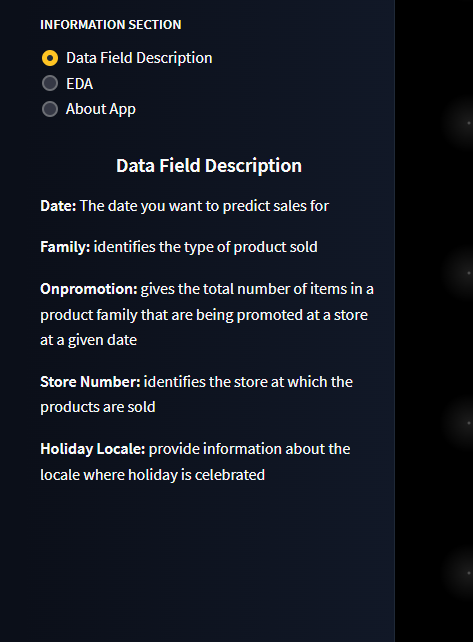 INFORMATION SECTION
Data Field Description
EDA
About App
Data Field Description
Date: The date you want to predict sales for
Family: identifies the type of product sold
Onpromotion: gives the total number of items in a
product family that are being promoted at a store
at a given date
Store Number: identifies the store at which the
products are sold
Holiday Locale: provide information about the
locale where holiday is celebrated